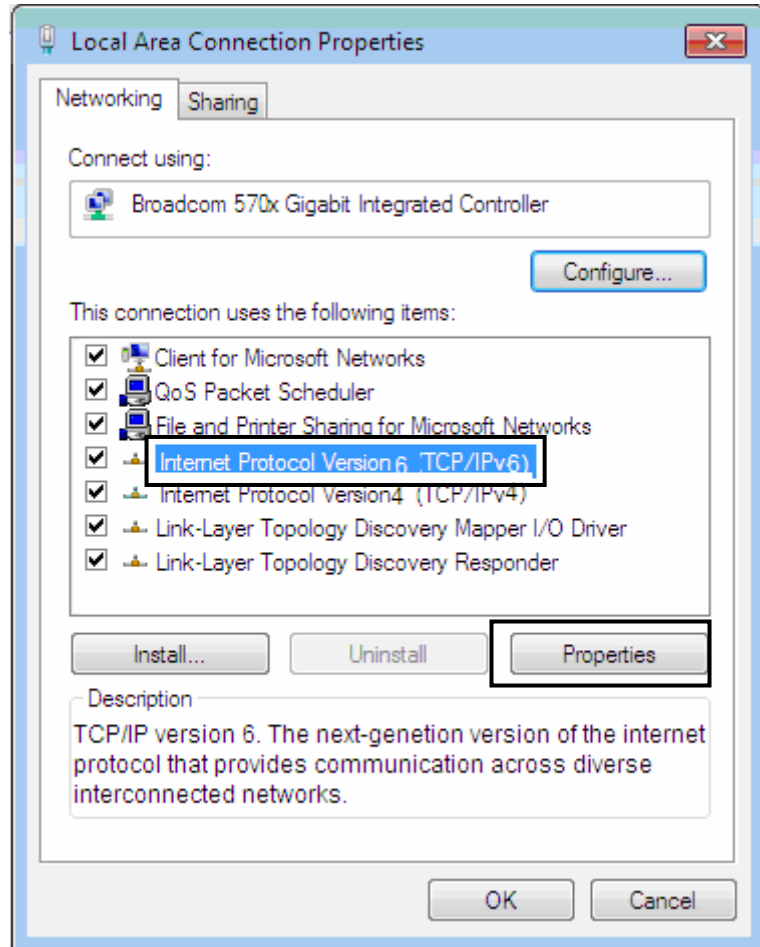 Local Area Connection Properties
Networking Sharing
Connect using:
Broadcom 570x Gigabit Integrated Controller
Configure...
This connection uses the following items:
Client for Microsoft Networks
QoS Packet Scheduler
File and Printer Sharing for Microsoft Networks
Internet Protocol Version 6 'TCP/IPv6)
Internet Protocol Version4 (TCP/IPv4)
Link-Layer Topology Discovery Mapper I/O Driver
Link-Layer Topology Discovery Responder
Install... Uninstall Properties
Description
TCP/IP version 6. The next-genetion version of the internet
protocol that provides communication across diverse
interconnected networks.
OK Cancel